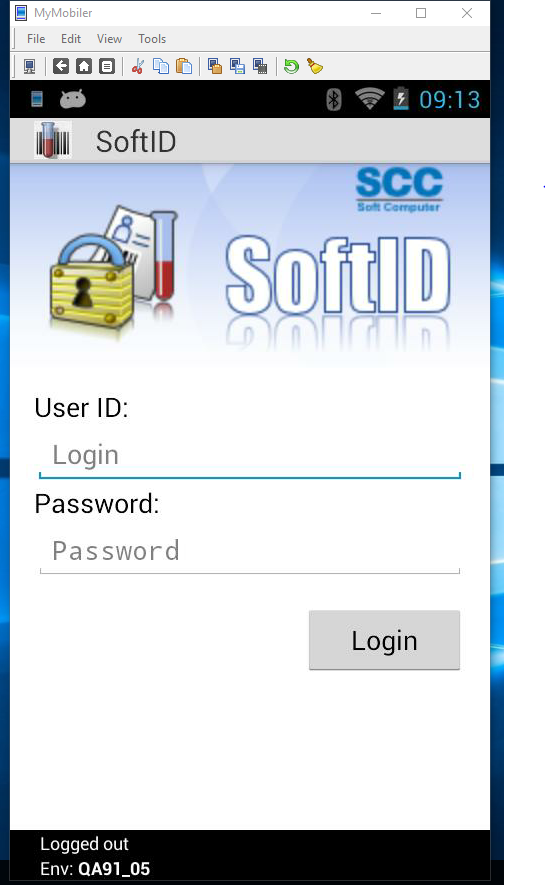 MyMobiler
File Edit View Tools
09:13
SoftID
SCC
Soft Computer
SoftID
User ID:
Login
Password:
Password
Login
Logged out
Env: QA91_05